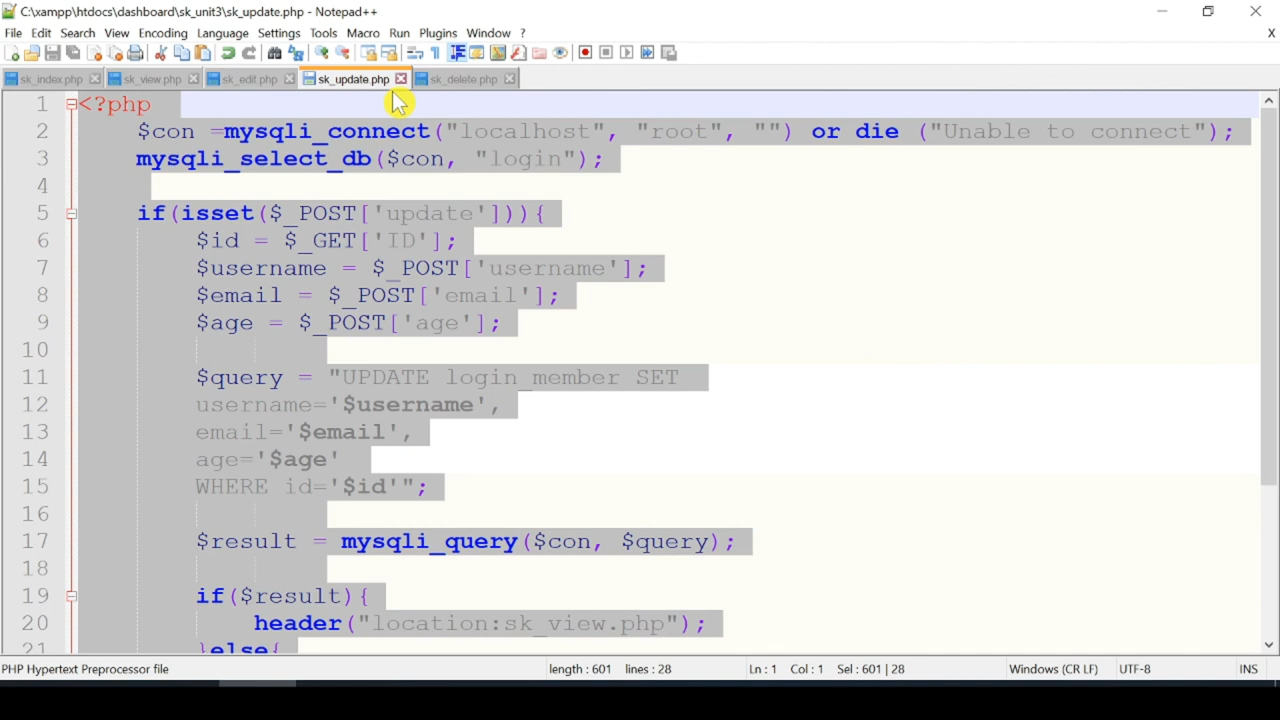 C:\xampp\htdocs\dashboard\sk_unit3\sk_update.php - Notepad++
File Edit Search View Encoding Language Settings Tools Macro Run Plugins Window ? X
sk_index.php sk_view.php sk_edit.php sk_update.php sk_delete.php
1 <?php
2 $con =mysqli_connect("localhost", "root", "") or die ("Unable to connect");
3 mysqli_select_db($con, "login");
4
5 if(isset($_POST['update'])){
6 $id = $_GET['ID'];
7 $username = $_POST['username'];
8 $email = $_POST['email'];
9 $age = $_POST['age'];
10
11 $query = "UPDATE login_member SET
12 username='$username',
13 email='$email',
14 age='$age'
15 WHERE id='$id'";
16
17 $result = mysqli_query($con, $query);
18
19 if($result){
20 header("location:sk_view.php");
21 }else{
PHP Hypertext Preprocessor file length : 601 lines : 28 Ln : 1 Col : 1 Sel : 601 | 28 Windows (CR LF) UTF-8 INS